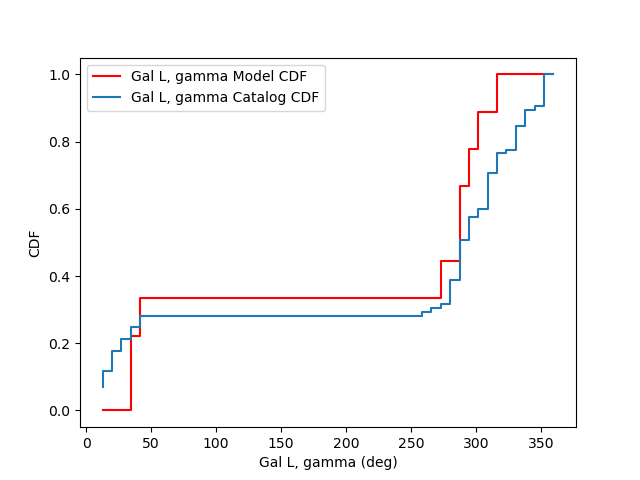 Gal L, gamma Model CDF
Gal L, gamma Catalog CDF
1.0
0.8
0.6
0.4
0.2
0.0
CDF
0 50 100 150 200 250 300 350
Gal L, gamma (deg)